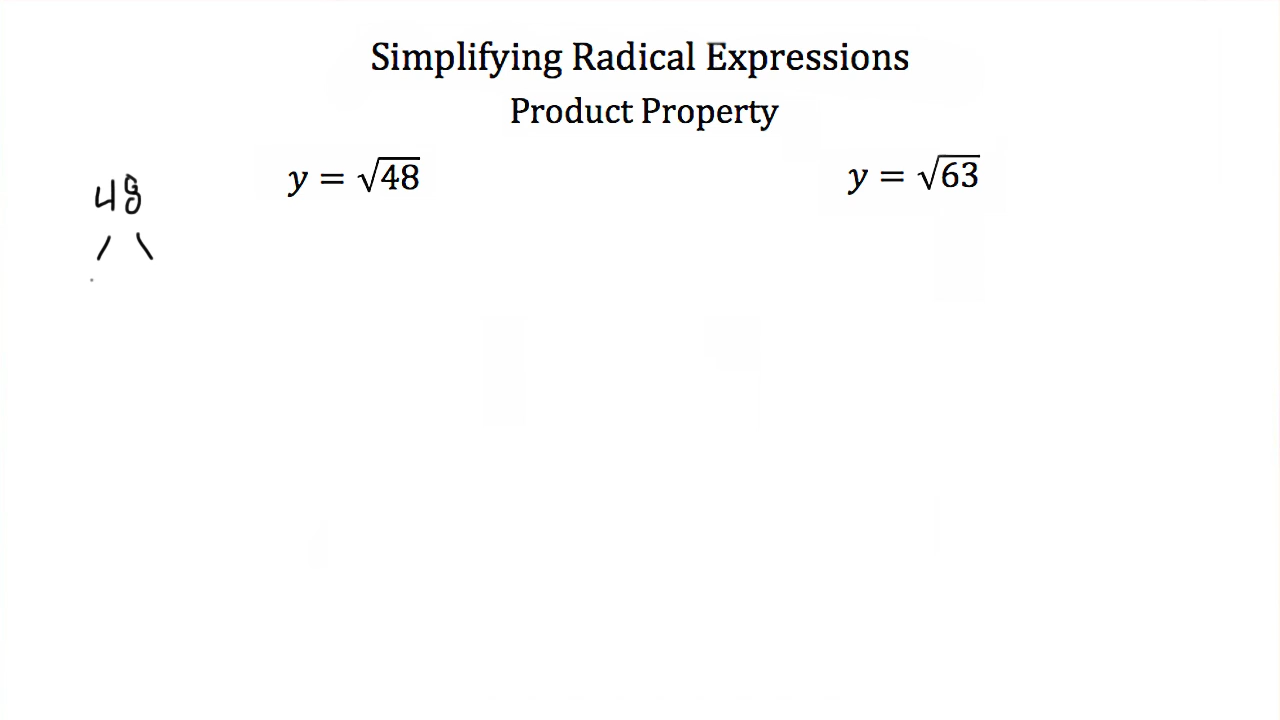 Simplifying Radical Expressions
Product Property
y = √48
y = √63
48